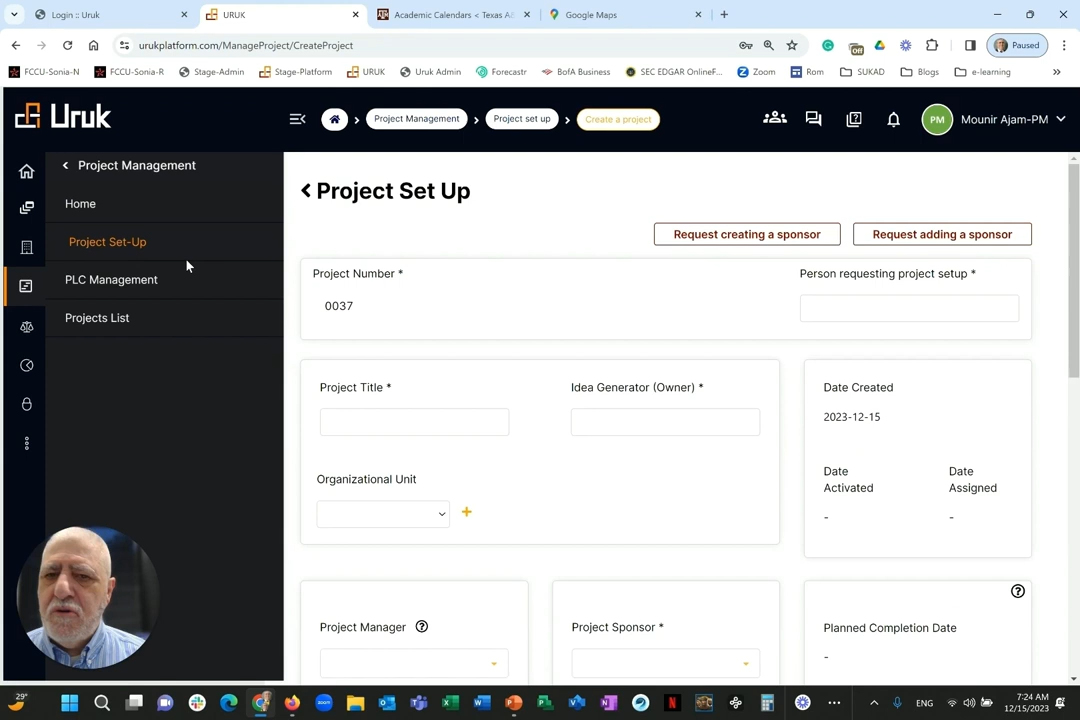 Login :: Uruk
URUK
Academic Calendars < Texas A&
Google Maps
urukplatform.com/ManageProject/CreateProject
Off
Paused
FCCU-Sonia-N
FCCU-Sonia-R
Stage-Admin
Stage-Platform
URUK
Uruk Admin
Forecastr
BofA Business
SEC EDGAR OnlineF...
Zoom
Rom
SUKAD
Blogs
e-learning
Uruk
Project Management
Project set up
Create a project
PM
Mounir Ajam-PM
Project Management
Home
Project Set-Up
PLC Management
Projects List
Project Set Up
Request creating a sponsor
Request adding a sponsor
Project Number *
0037
Person requesting project setup *
Project Title *
Idea Generator (Owner) *
Organizational Unit
Date Created
2023-12-15
Date
Activated
-
Date
Assigned
-
Project Manager
Project Sponsor *
Planned Completion Date
-
29°
ENG
7:24 AM
12/15/2023